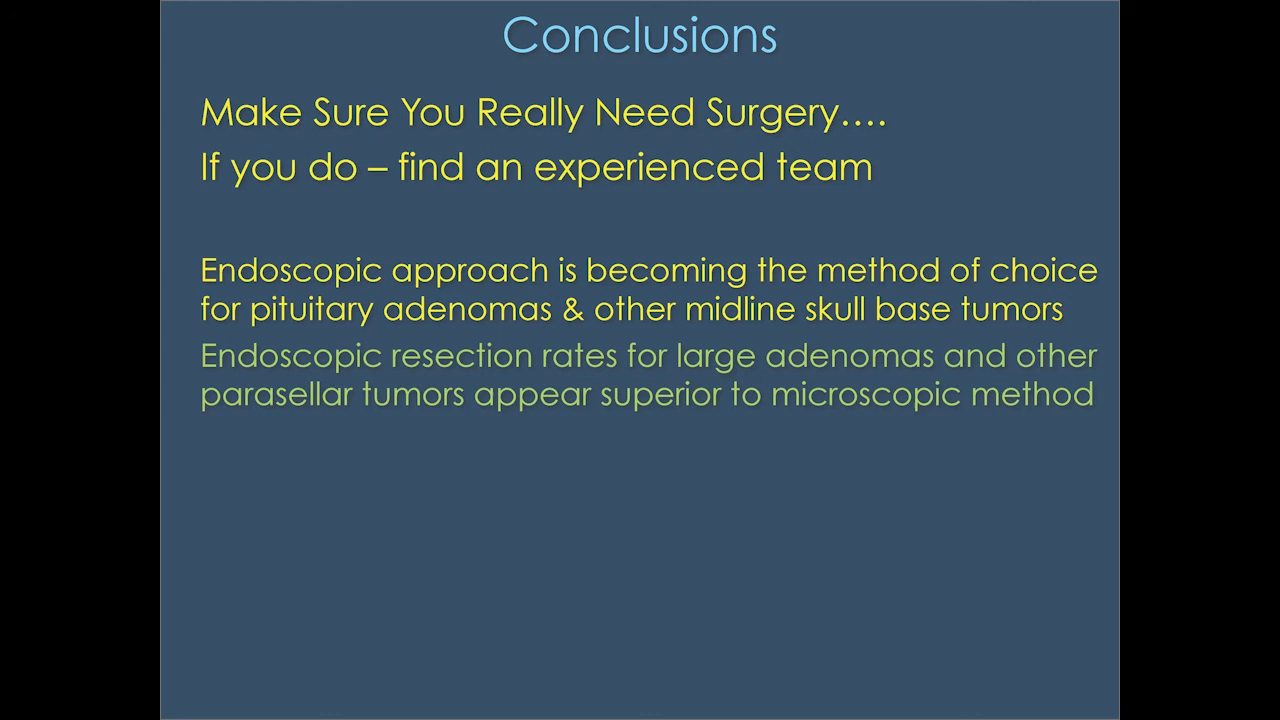 Conclusions
Make Sure You Really Need Surgery....
If you do – find an experienced team
Endoscopic approach is becoming the method of choice
for pituitary adenomas & other midline skull base tumors
Endoscopic resection rates for large adenomas and other
parasellar tumors appear superior to microscopic method